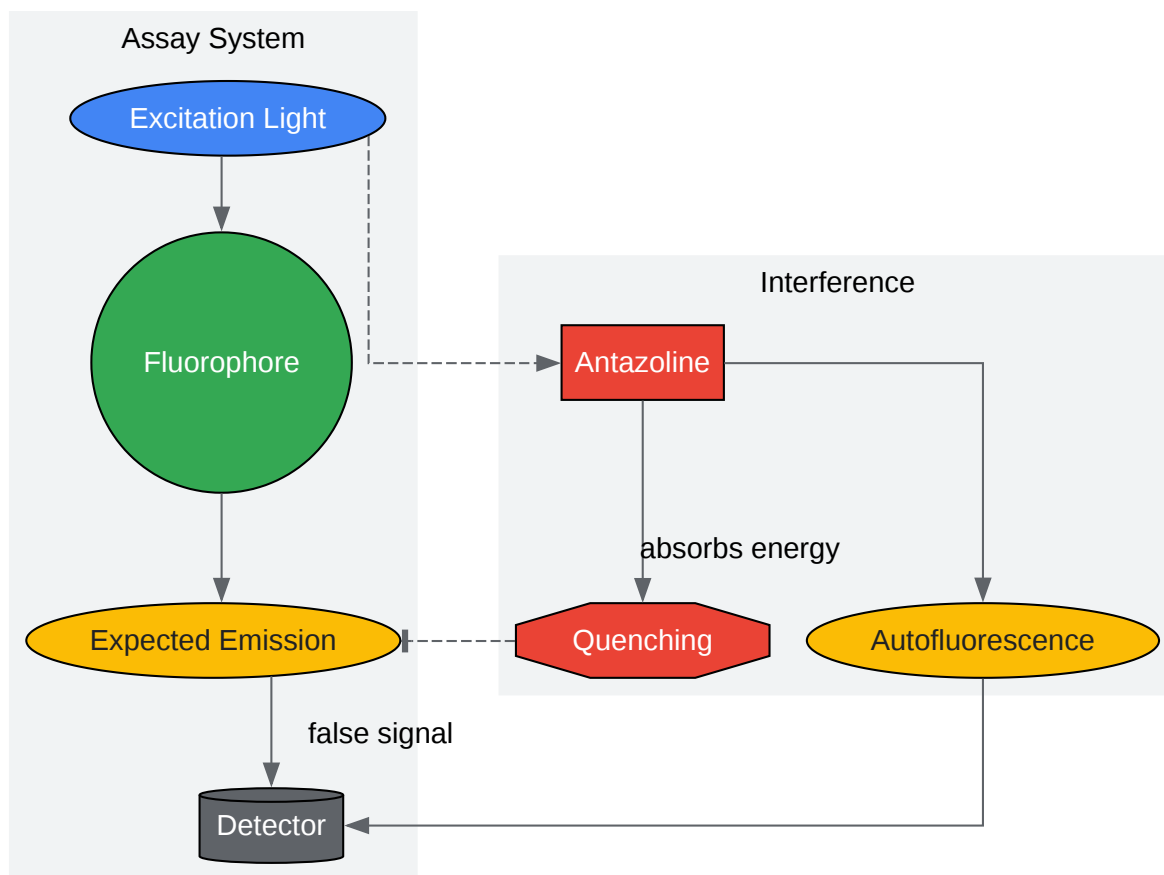 Assay System
Excitation Light
Interference
Fluorophore
Antazoline
absorbs energy
Expected Emission
Quenching
Autofluorescence
false signal
Detector